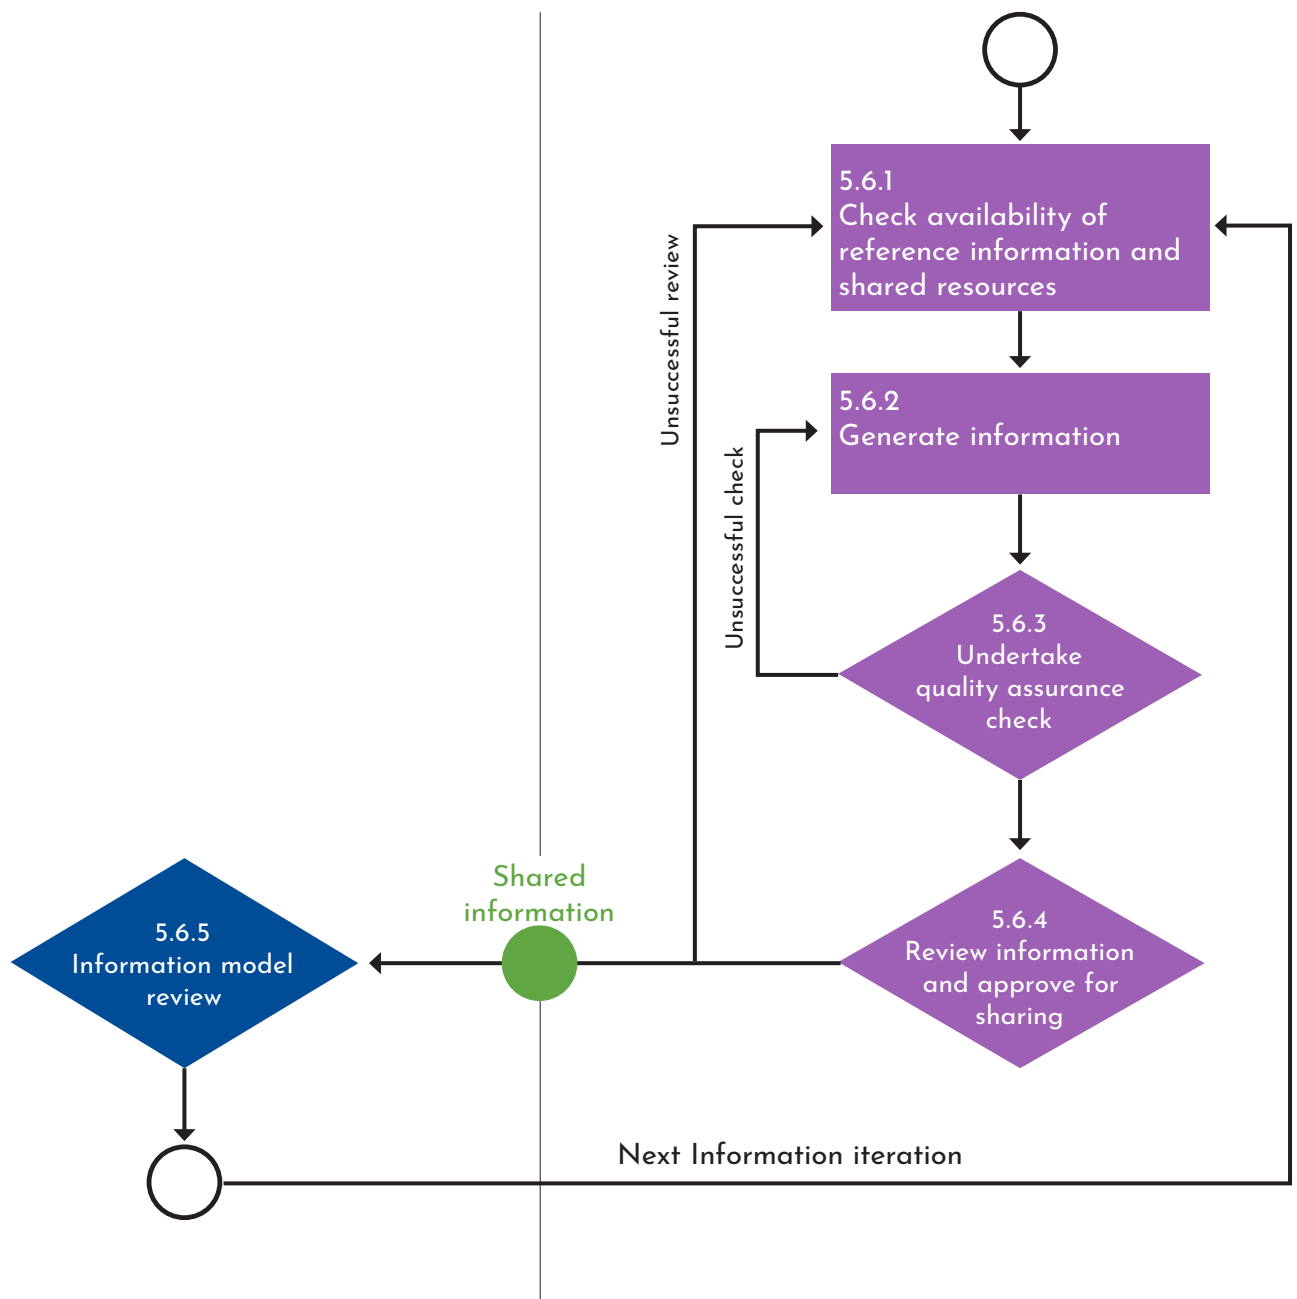 5.6.1
Check availability of
reference information and
shared resources
Unsuccessful review
5.6.2
Generate information
Unsuccessful check
5.6.3
Undertake
quality assurance
check
Shared
information
5.6.4
Review information
and approve for
sharing
5.6.5
Information model
review
Next Information iteration